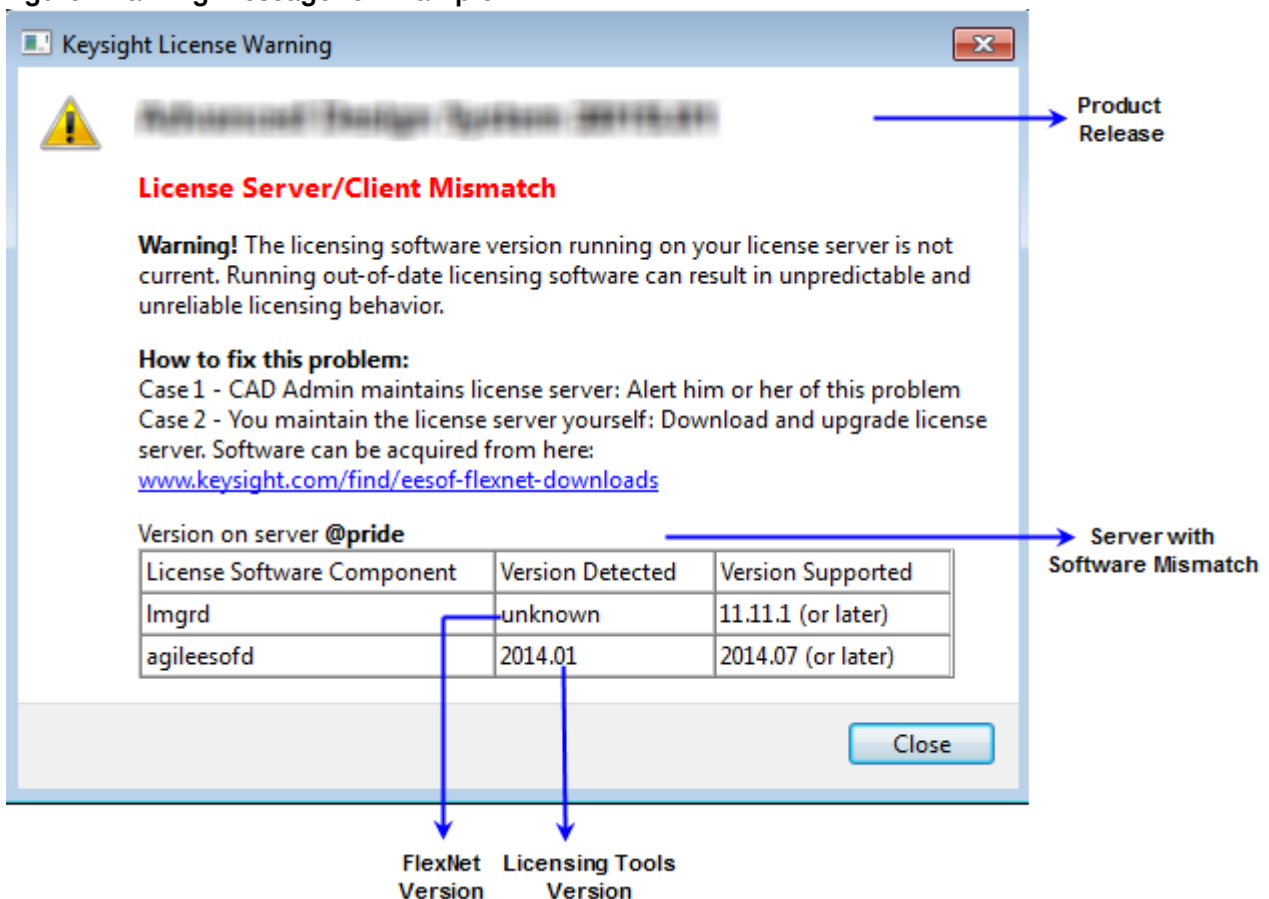 Keysight License Warning
Product
Release
License Server/Client Mismatch
Warning! The licensing software version running on your license server is not
current. Running out-of-date licensing software can result in unpredictable and
unreliable licensing behavior.
How to fix this problem:
Case 1 - CAD Admin maintains license server: Alert him or her of this problem
Case 2 - You maintain the license server yourself: Download and upgrade license
server. Software can be acquired from here:
www.keysight.com/find/eesof-flexnet-downloads
Version on server @pride
Server with
Software Mismatch
License Software Component Version Detected Version Supported
lmgrd unknown 11.11.1 (or later)
agileesofd 2014.01 2014.07 (or later)
Close
FlexNet
Version
Licensing Tools
Version